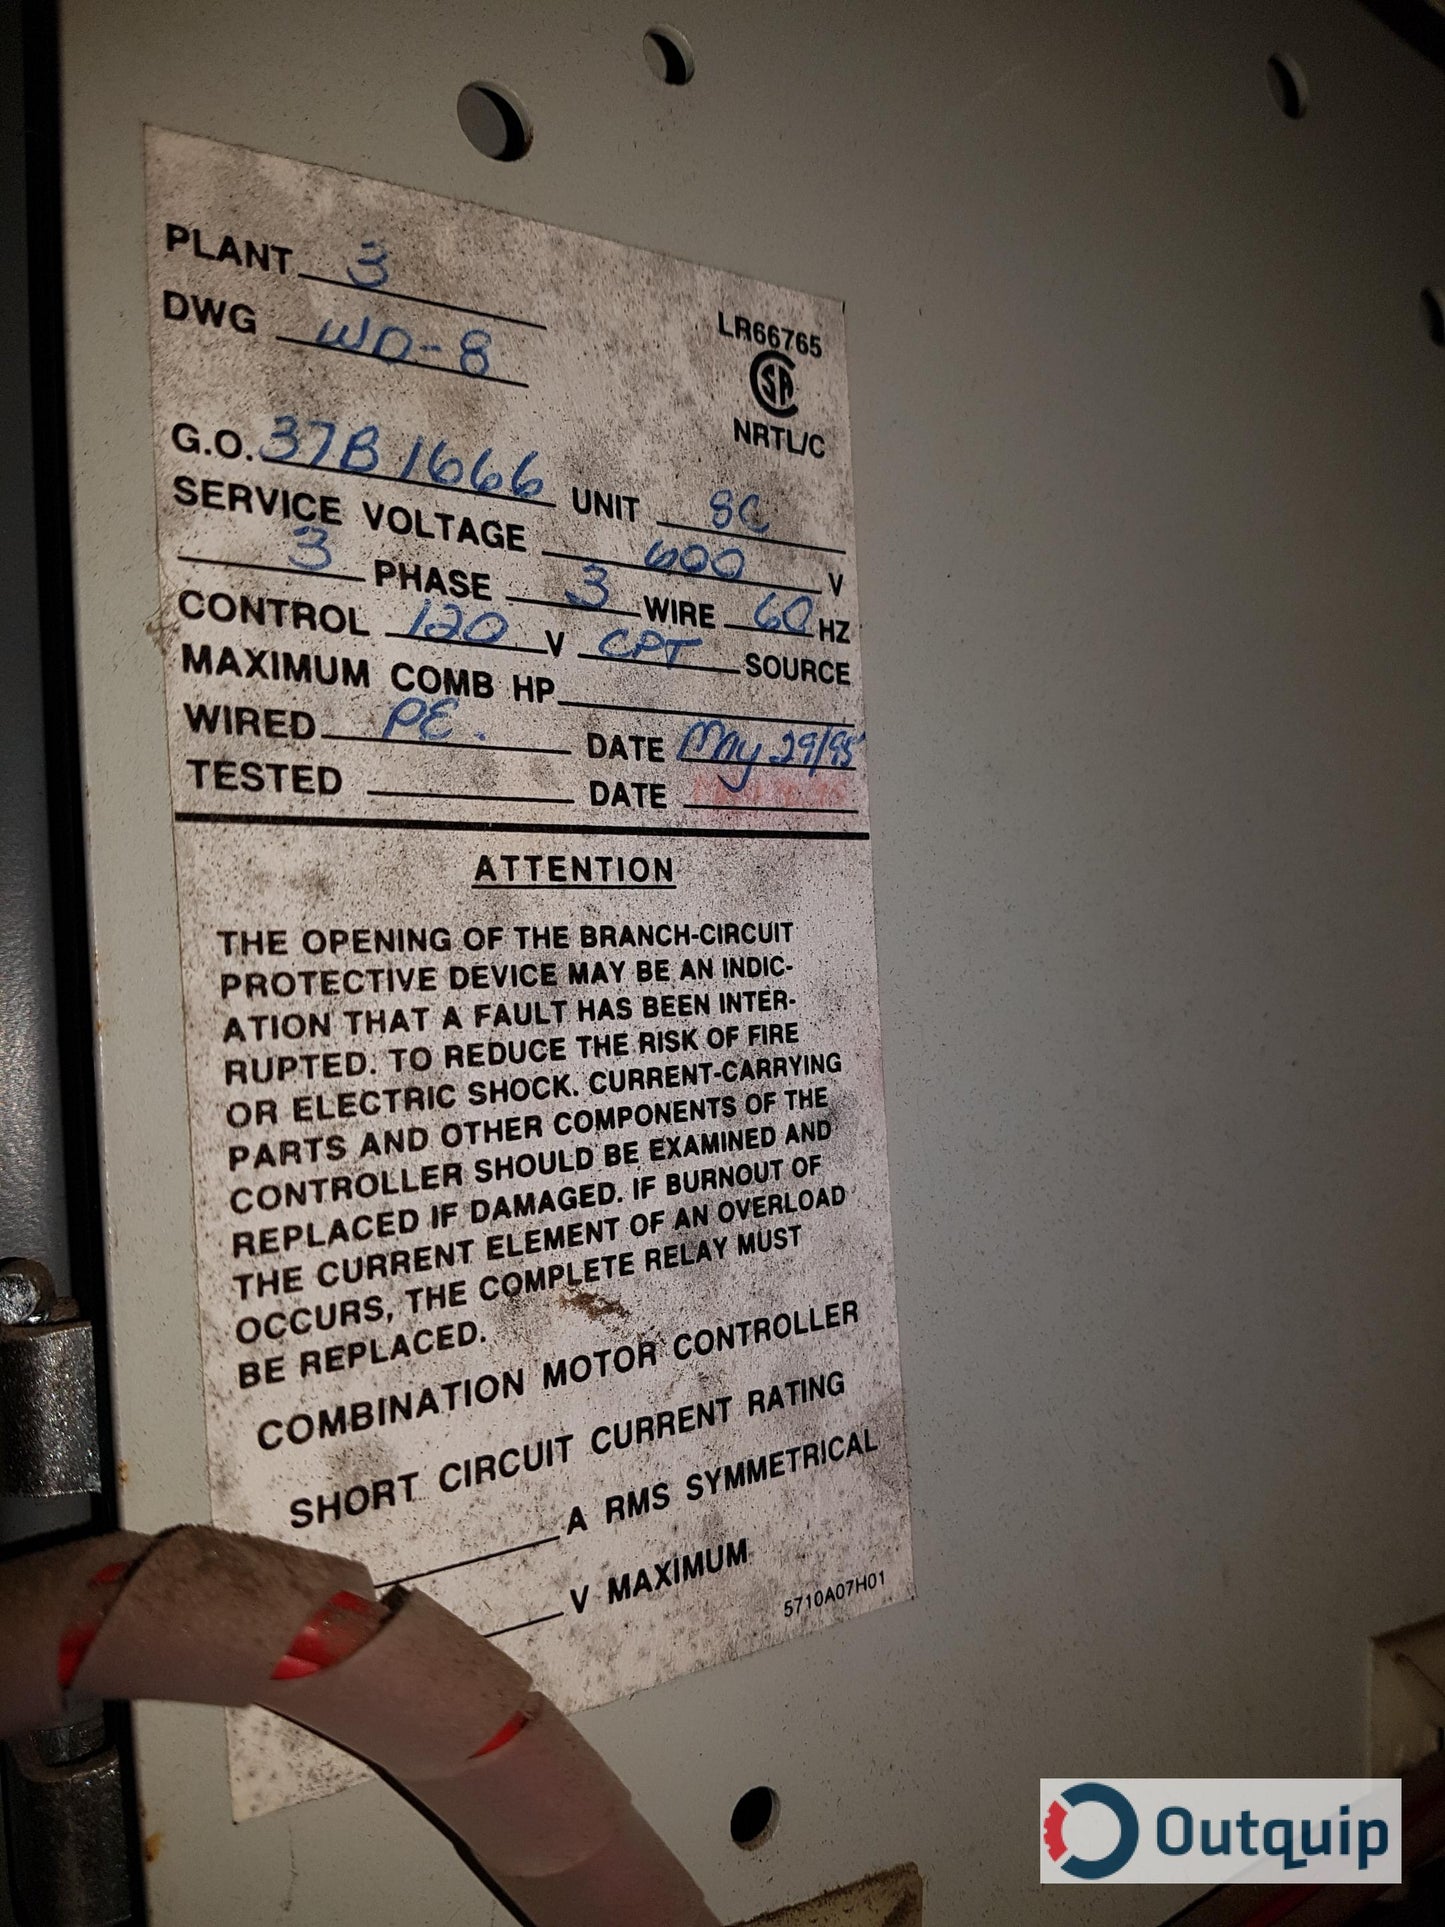 PLANT 3
DWG WD-8
LR66765
CSA
NRTL/C
G.O. 37B1666 UNIT 8C
SERVICE VOLTAGE 600 V
3 PHASE 3 WIRE 60 HZ
CONTROL 120 V CPT SOURCE
MAXIMUM COMB HP
WIRED PE. DATE May 29/95
TESTED DATE
ATTENTION
THE OPENING OF THE BRANCH-CIRCUIT
PROTECTIVE DEVICE MAY BE AN INDIC-
ATION THAT A FAULT HAS BEEN INTER-
RUPTED. TO REDUCE THE RISK OF FIRE
OR ELECTRIC SHOCK. CURRENT-CARRYING
PARTS AND OTHER COMPONENTS OF THE
CONTROLLER SHOULD BE EXAMINED AND
REPLACED IF DAMAGED. IF BURNOUT OF
THE CURRENT ELEMENT OF AN OVERLOAD
OCCURS, THE COMPLETE RELAY MUST
BE REPLACED.
COMBINATION MOTOR CONTROLLER
SHORT CIRCUIT CURRENT RATING
A RMS SYMMETRICAL
V MAXIMUM
5710A07H01
Outquip